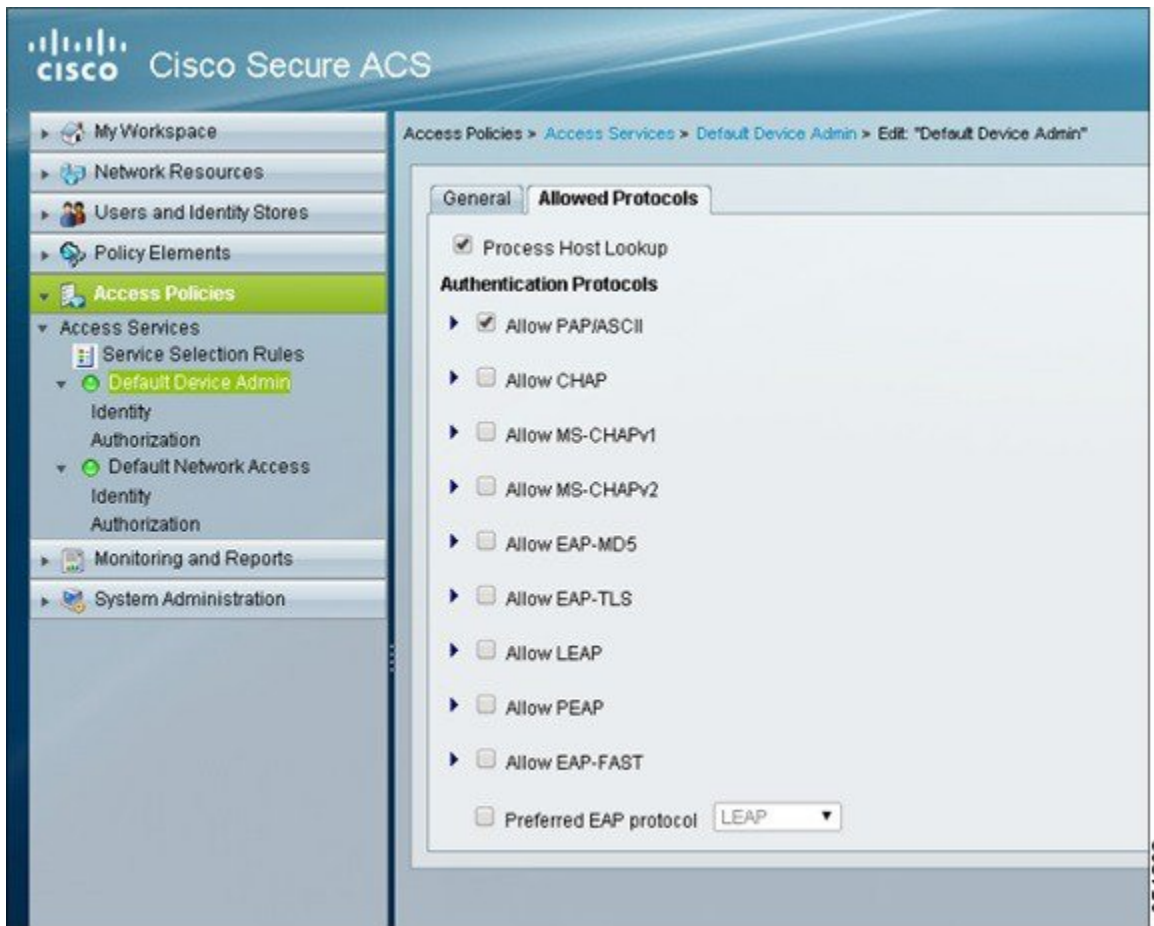 CISCO Cisco Secure ACS
My Workspace
Network Resources
Users and Identity Stores
Policy Elements
Access Policies
Access Services
Service Selection Rules
Default Device Admin
Identity
Authorization
Default Network Access
Identity
Authorization
Monitoring and Reports
System Administration
Access Policies > Access Services > Default Device Admin > Edit: "Default Device Admin"
General Allowed Protocols
Process Host Lookup
Authentication Protocols
Allow PAP/ASCII
Allow CHAP
Allow MS-CHAPv1
Allow MS-CHAPv2
Allow EAP-MD5
Allow EAP-TLS
Allow LEAP
Allow PEAP
Allow EAP-FAST
Preferred EAP protocol LEAP